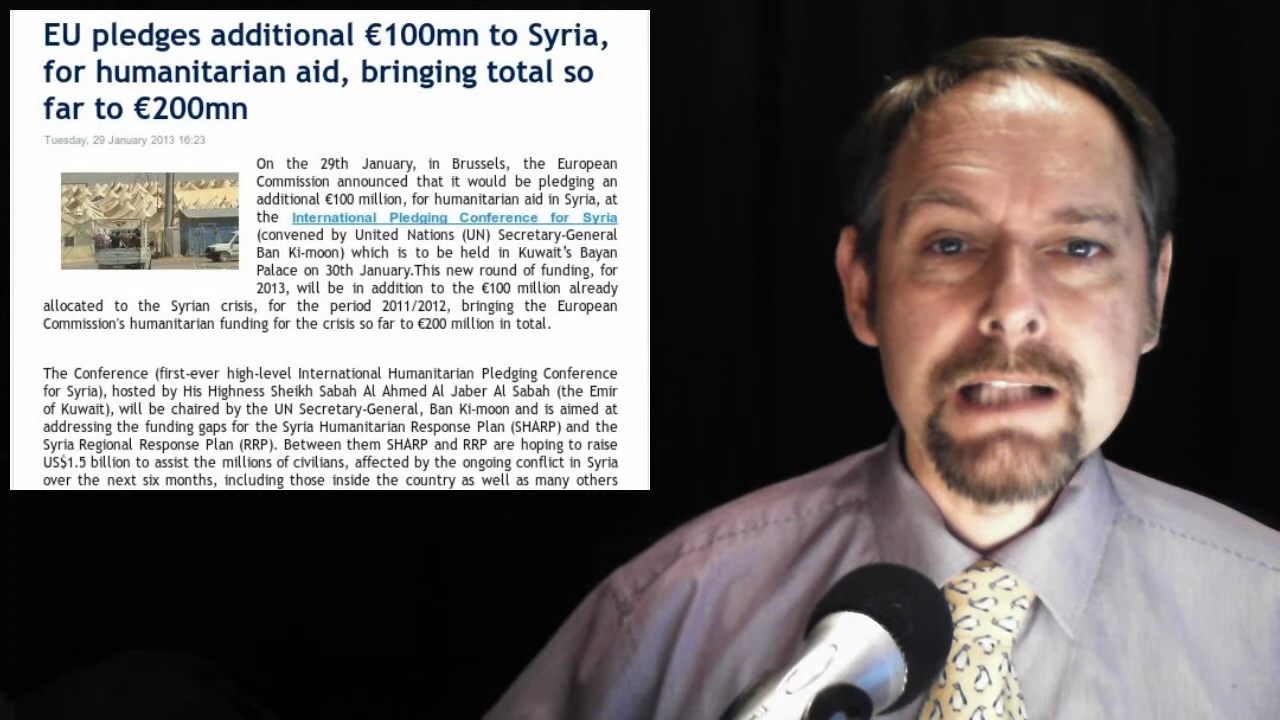 EU pledges additional €100mn to Syria,
for humanitarian aid, bringing total so
far to €200mn
Tuesday, 29 January 2013 16:23
On the 29th January, in Brussels, the European
Commission announced that it would be pledging an
additional €100 million, for humanitarian aid in Syria, at
the International Pledging Conference for Syria
(convened by United Nations (UN) Secretary-General
Ban Ki-moon) which is to be held in Kuwait's Bayan
Palace on 30th January.This new round of funding, for
2013, will be in addition to the €100 million already
allocated to the Syrian crisis, for the period 2011/2012, bringing the European
Commission's humanitarian funding for the crisis so far to €200 million in total.
The Conference (first-ever high-level International Humanitarian Pledging Conference
for Syria), hosted by His Highness Sheikh Sabah Al Ahmed Al Jaber Al Sabah (the Emir
of Kuwait), will be chaired by the UN Secretary-General, Ban Ki-moon and is aimed at
addressing the funding gaps for the Syria Humanitarian Response Plan (SHARP) and the
Syria Regional Response Plan (RRP). Between them SHARP and RRP are hoping to raise
US$1.5 billion to assist the millions of civilians, affected by the ongoing conflict in Syria
over the next six months, including those inside the country as well as many others